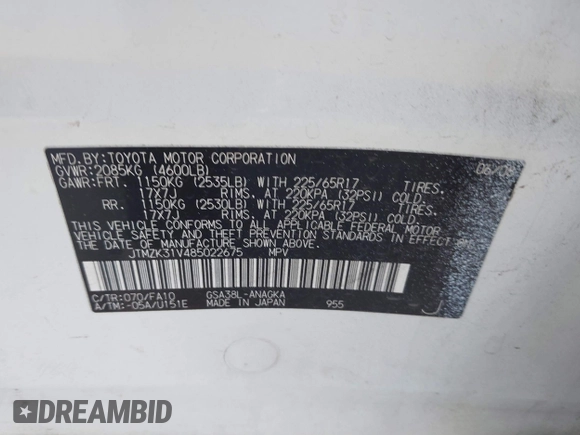 MFD.BY:TOYOTA MOTOR CORPORATION 06/08
GVWR:2085KG (4600LB)
GAWR:FRT. 1150KG (2535LB) WITH 225/65R17 TIRES.
17X7J RIMS. AT 220KPA (32PSI) COLD.
RR. 1150KG (2530LB) WITH 225/65R17 TIRES.
17X7J RIMS. AT 220KPA (32PSI) COLD.
THIS VEHICLE CONFORMS TO ALL APPLICABLE FEDERAL MOTOR
VEHICLE SAFETY AND THEFT PREVENTION STANDARDS IN EFFECT
ON THE DATE OF MANUFACTURE SHOWN ABOVE.
JTMZK31V485022675 MPV
C/TR:070/FA10 GSA38L-ANAGKA
A/TM:-05A/U151E MADE IN JAPAN 955 J
DREAMBID